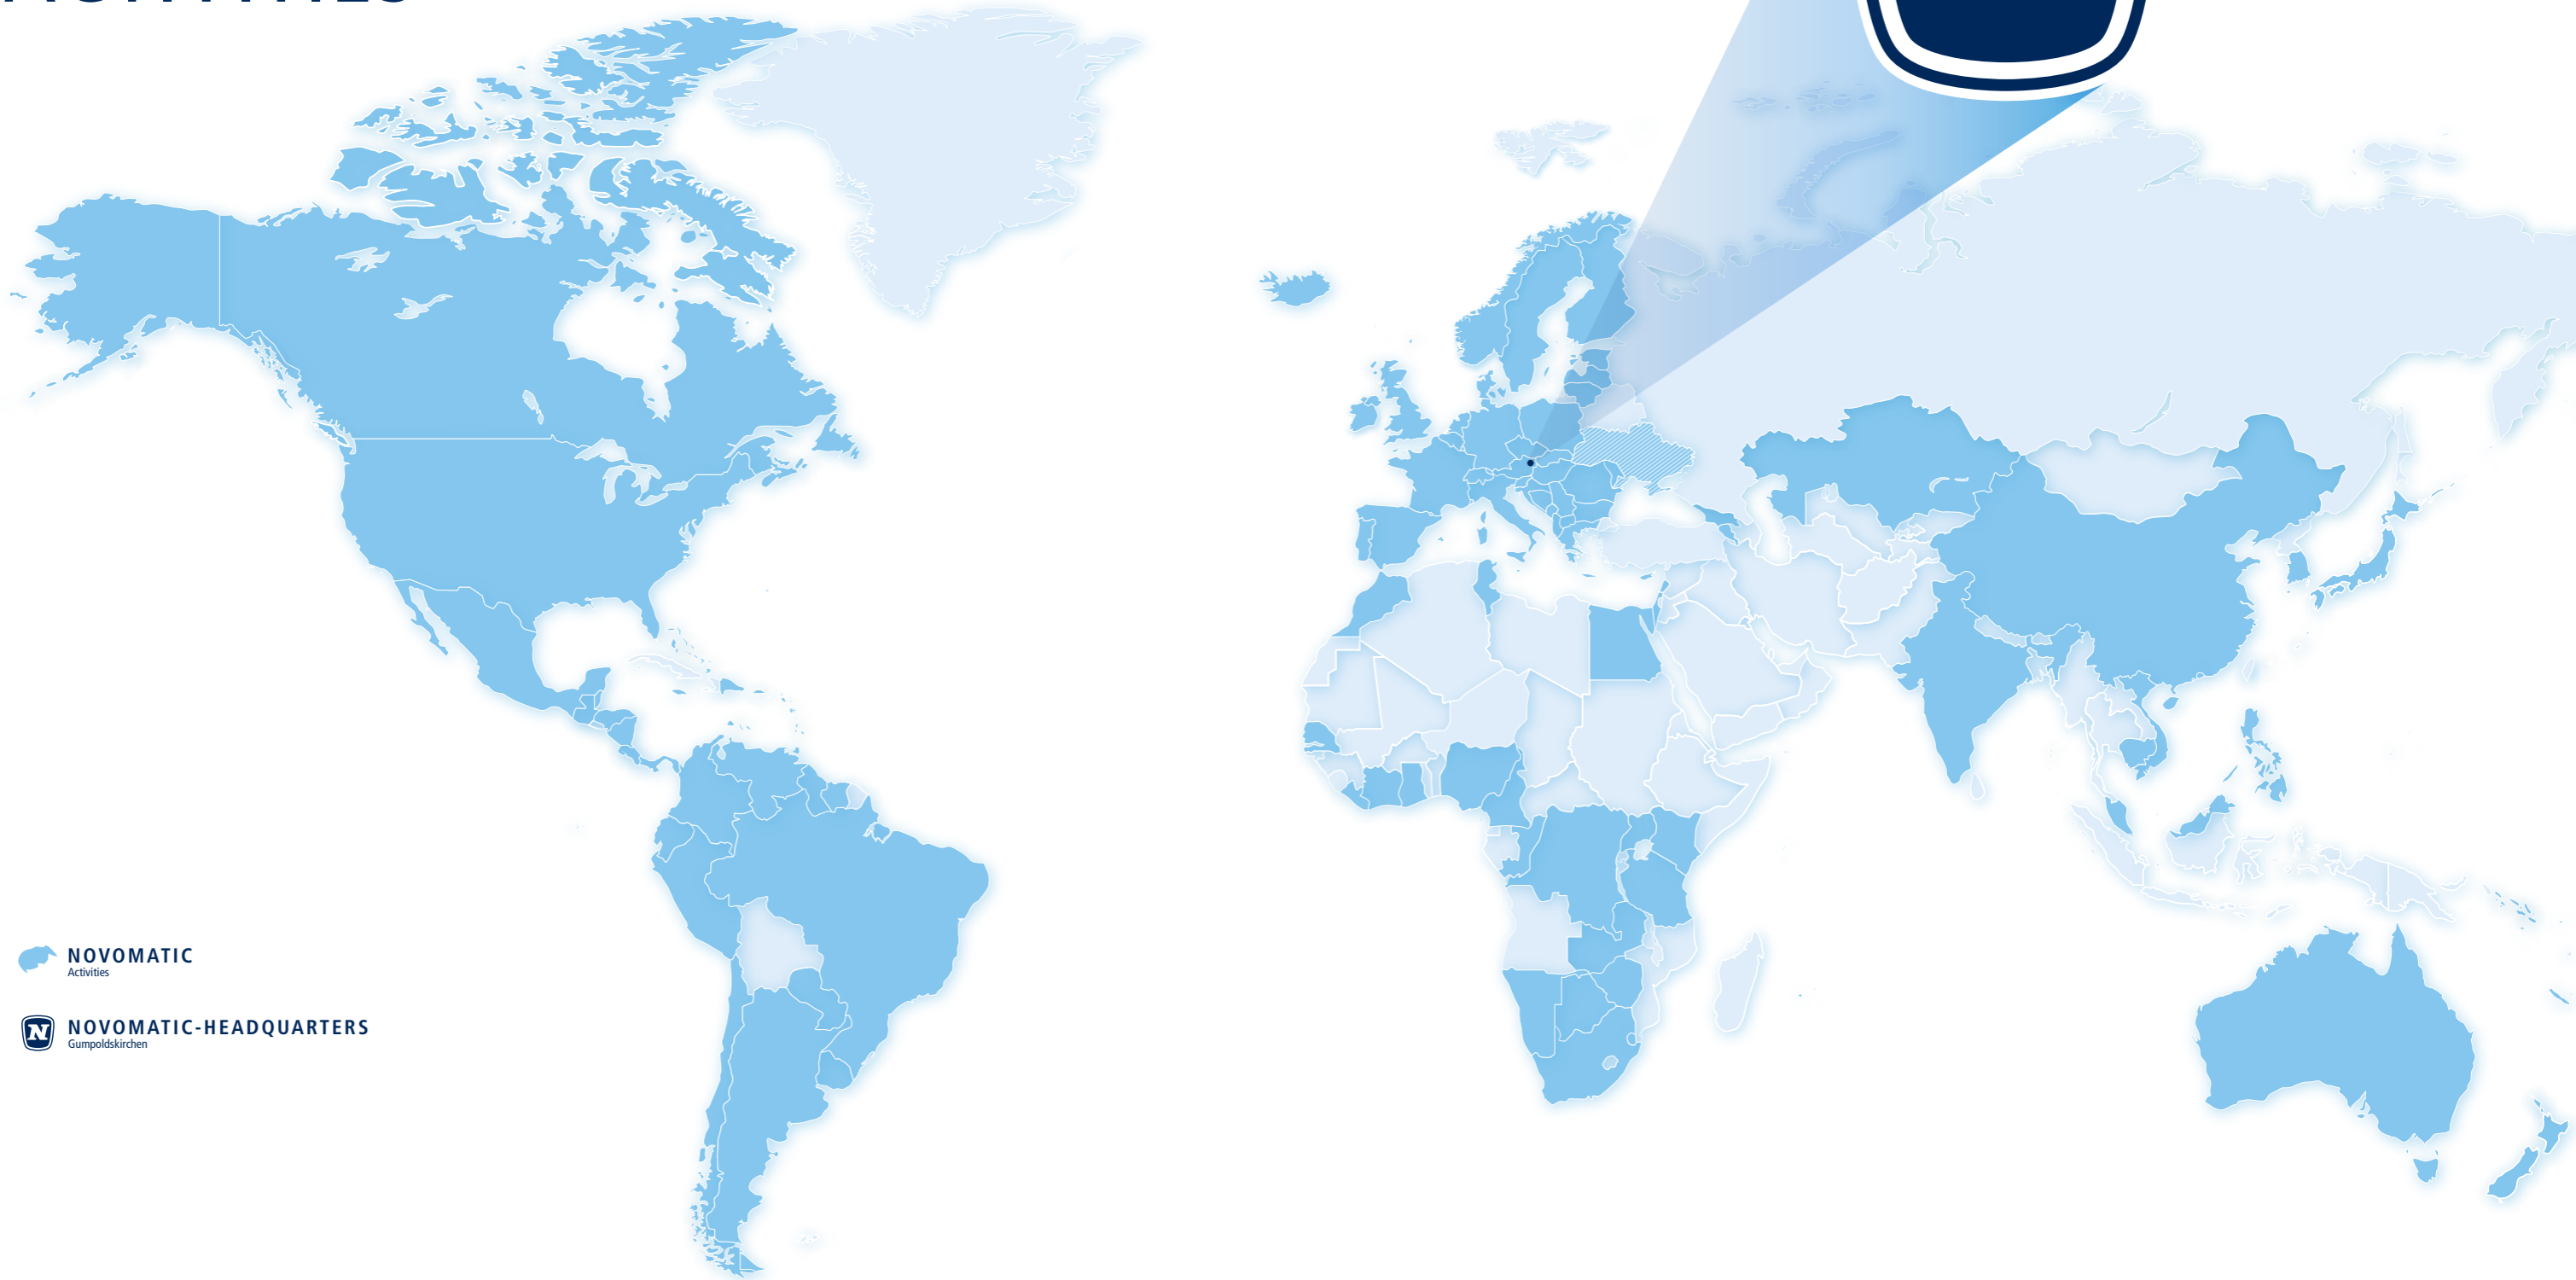 NOVOMATIC
Activities
N
NOVOMATIC-HEADQUARTERS
Gumpoldskirchen